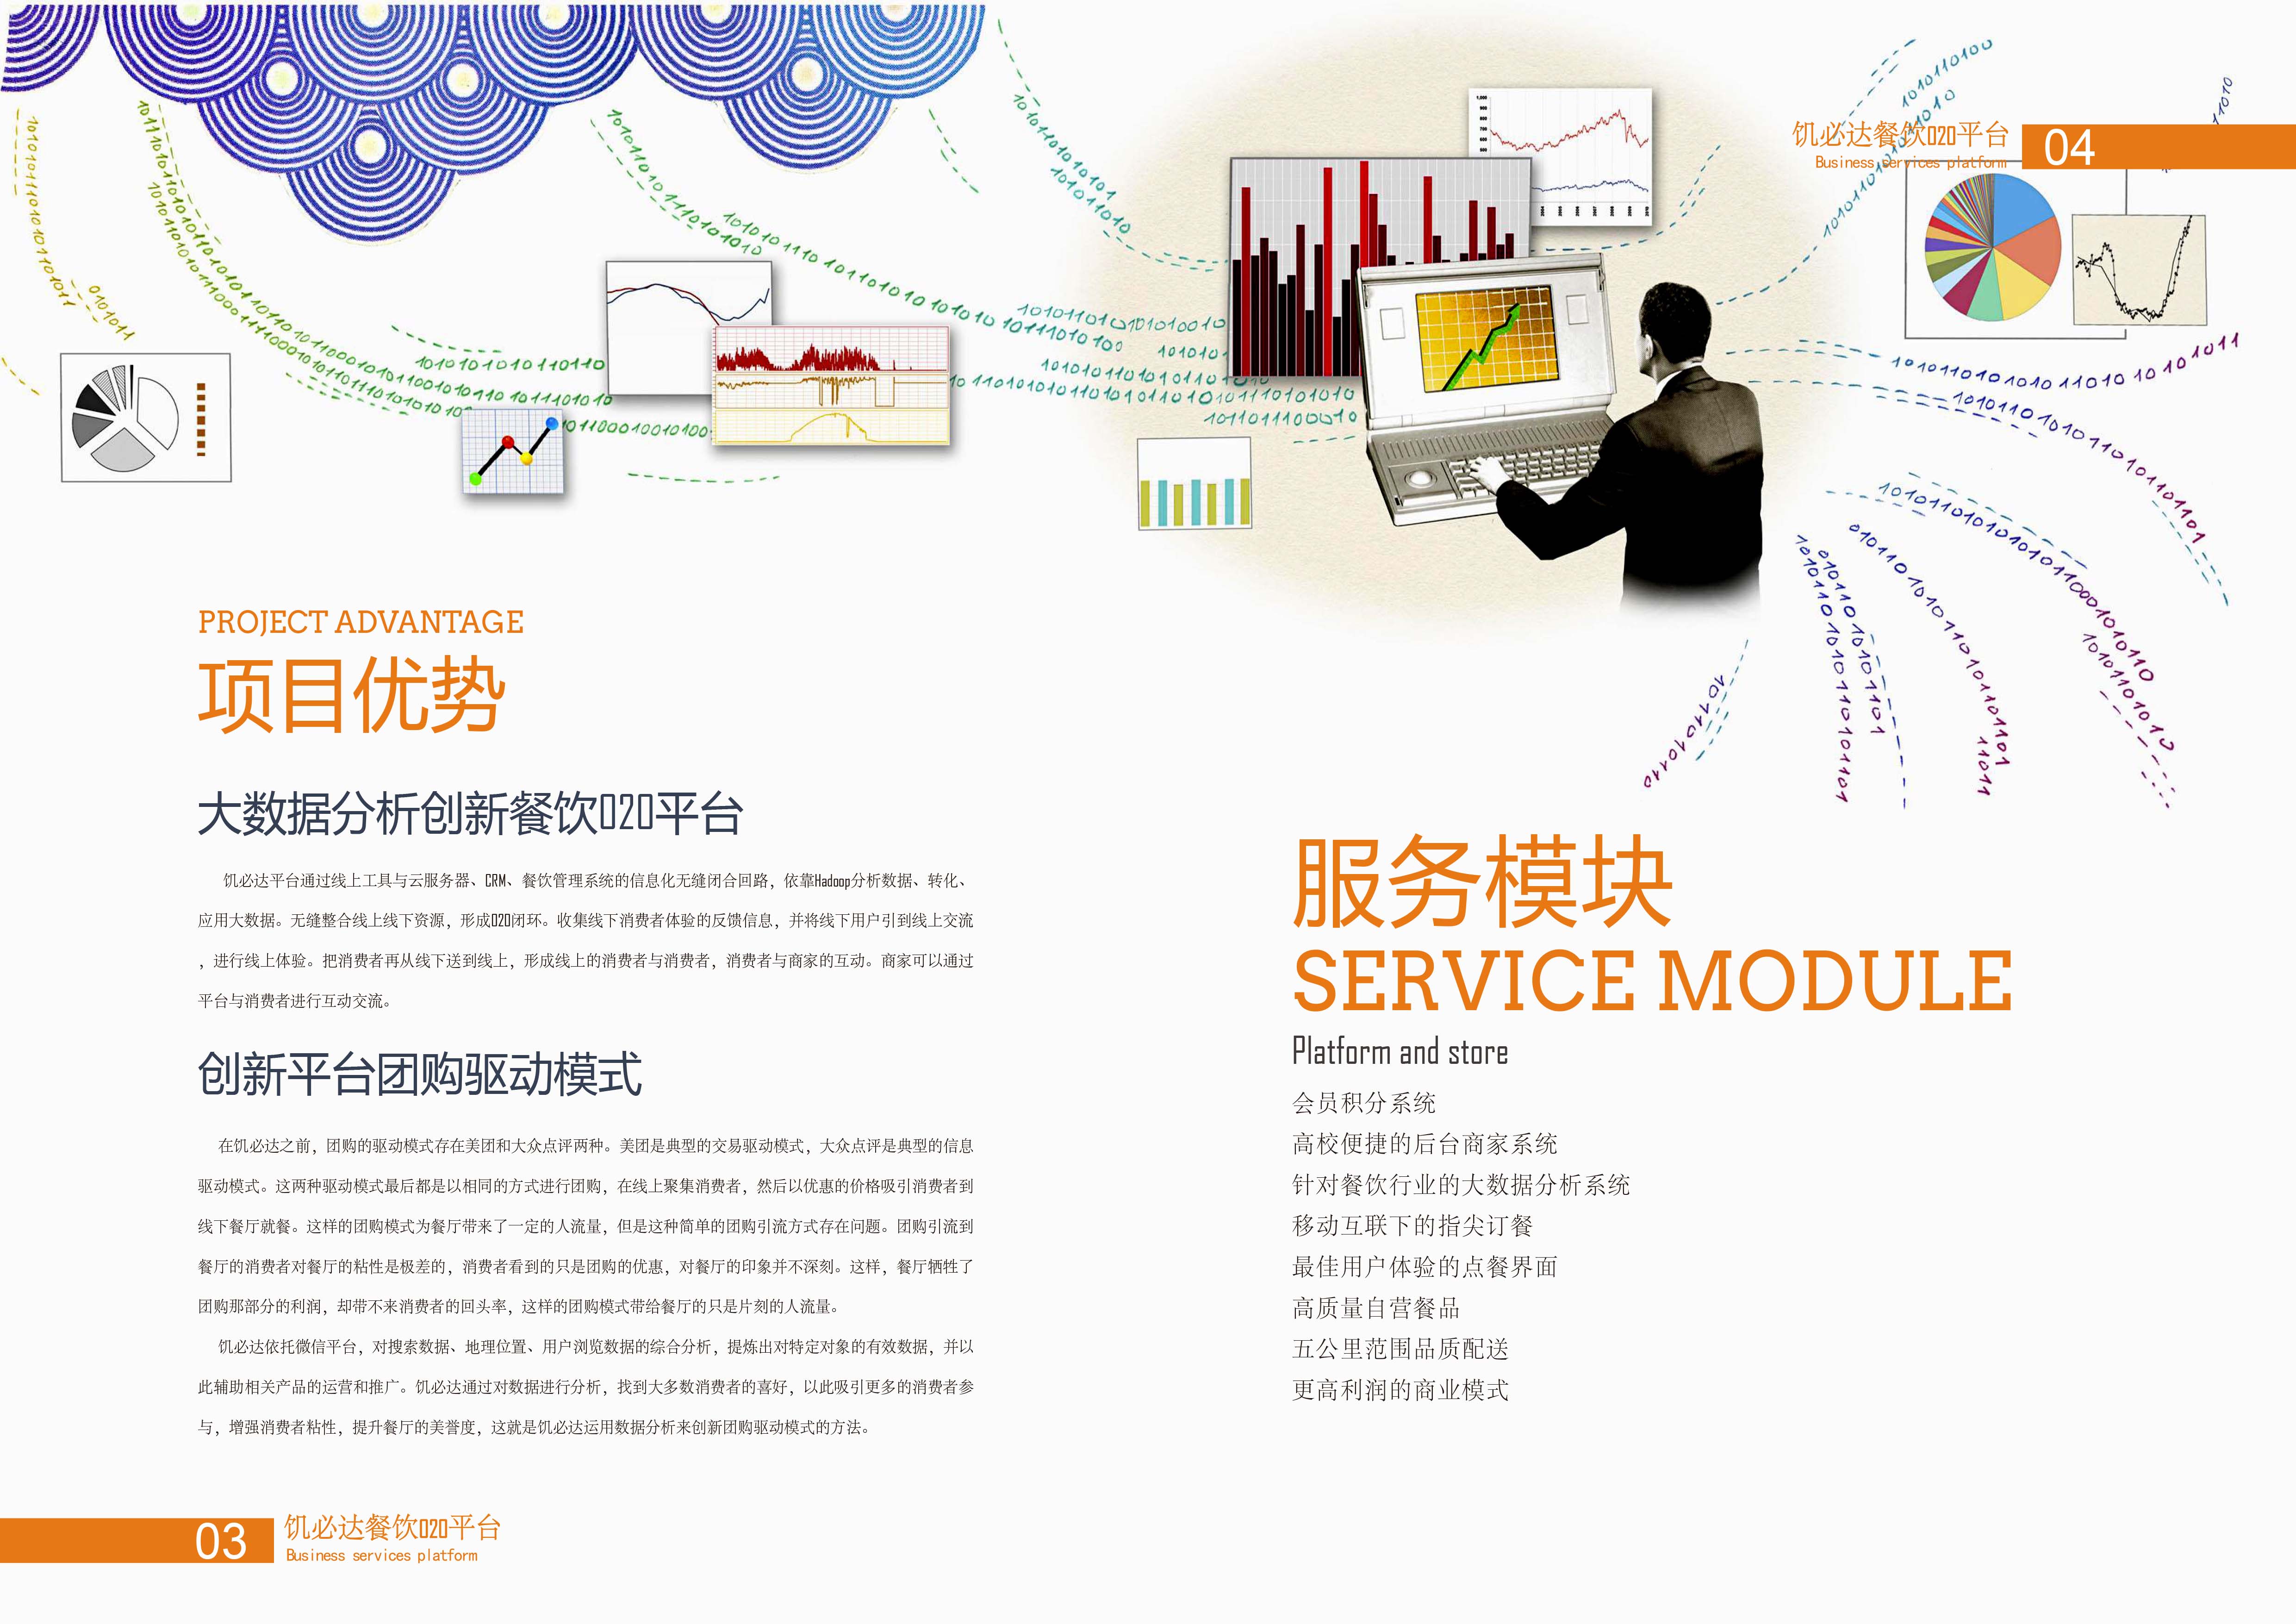 PROJECT ADVANTAGE
项目优势
大数据分析创新餐饮O2O平台
饥必达平台通过线上工具与云服务器、CRM、餐饮管理系统的信息化无缝闭合回路，依靠Hadoop分析数据、转化、
应用大数据。无缝整合线上线下资源，形成O2O闭环。收集线下消费者体验的反馈信息，并将线下用户引到线上交流
，进行线上体验。把消费者再从线下送到线上，形成线上的消费者与消费者，消费者与商家的互动。商家可以通过
平台与消费者进行互动交流。
创新平台团购驱动模式
在饥必达之前，团购的驱动模式存在美团和大众点评两种。美团是典型的交易驱动模式，大众点评是典型的信息
驱动模式。这两种驱动模式最后都是以相同的方式进行团购，在线上聚集消费者，然后以优惠的价格吸引消费者到
线下餐厅就餐。这样的团购模式为餐厅带来了一定的人流量，但是这种简单的团购引流方式存在问题。团购引流到
餐厅的消费者对餐厅的粘性是极差的，消费者看到的只是团购的优惠，对餐厅的印象并不深刻。这样，餐厅牺牲了
团购那部分的利润，却带不来消费者的回头率，这样的团购模式带给餐厅的只是片刻的人流量。
饥必达依托微信平台，对搜索数据、地理位置、用户浏览数据的综合分析，提炼出对特定对象的有效数据，并以
此辅助相关产品的运营和推广。饥必达通过对数据进行分析，找到大多数消费者的喜好，以此吸引更多的消费者参
与，增强消费者粘性，提升餐厅的美誉度，这就是饥必达运用数据分析来创新团购驱动模式的方法。
03
饥必达餐饮O2O平台
Business services platform
饥必达餐饮O2O平台
Business services platform
04
服务模块
SERVICE MODULE
Platform and store
会员积分系统
高校便捷的后台商家系统
针对餐饮行业的大数据分析系统
移动互联下的指尖订餐
最佳用户体验的点餐界面
高质量自营餐品
五公里范围品质配送
更高利润的商业模式